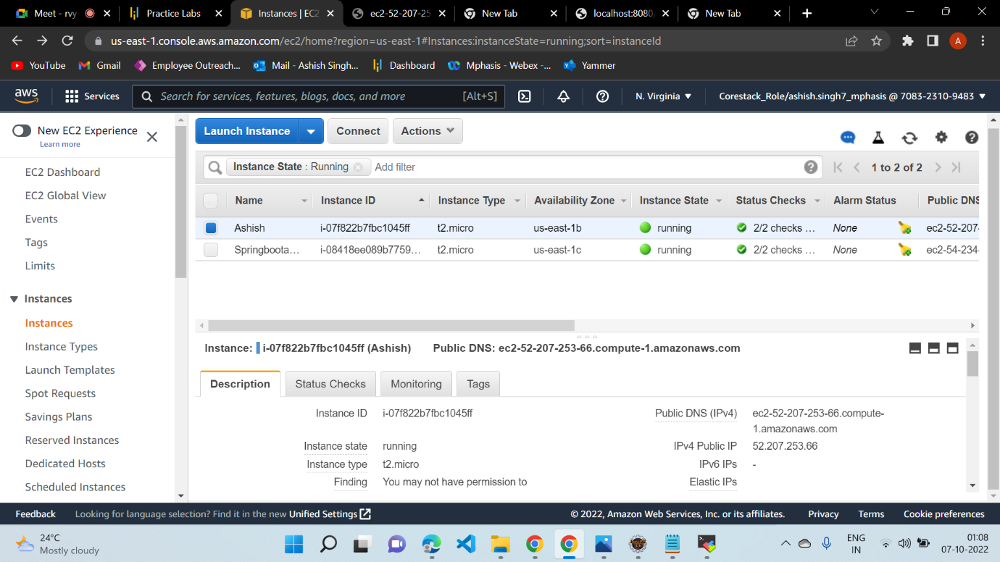 Meet - rvy
Practice Labs
Instances | EC2
ec2-52-207-25
New Tab
localhost:8080/
New Tab
us-east-1.console.aws.amazon.com/ec2/home?region=us-east-1#Instances:instanceState=running;sort=instanceId
A
YouTube
Gmail
Employee Outreach...
Mail - Ashish Singh...
Dashboard
Mphasis - Webex -...
Yammer
aws
Services
Search for services, features, blogs, docs, and more [Alt+S]
N. Virginia
Corestack_Role/ashish.singh7_mphasis @ 7083-2310-9483
New EC2 Experience
Learn more
EC2 Dashboard
EC2 Global View
Events
Tags
Limits
Instances
Instances
Instance Types
Launch Templates
Spot Requests
Savings Plans
Reserved Instances
Dedicated Hosts
Scheduled Instances
Launch Instance
Connect
Actions
Instance State : Running
Add filter
1 to 2 of 2
Name Instance ID Instance Type Availability Zone Instance State Status Checks Alarm Status Public DNS
Ashish i-07f822b7fbc1045ff t2.micro us-east-1b running 2/2 checks ... None ec2-52-207-
Springboota... i-08418ee089b7759... t2.micro us-east-1c running 2/2 checks ... None ec2-54-234-
Instance: i-07f822b7fbc1045ff (Ashish) Public DNS: ec2-52-207-253-66.compute-1.amazonaws.com
Description
Status Checks
Monitoring
Tags
Instance ID i-07f822b7fbc1045ff
Instance state running
Instance type t2.micro
Finding You may not have permission to
Public DNS (IPv4) ec2-52-207-253-66.compute-
1.amazonaws.com
IPv4 Public IP 52.207.253.66
IPv6 IPs -
Elastic IPs
Feedback
Looking for language selection? Find it in the new Unified Settings
© 2022, Amazon Web Services, Inc. or its affiliates.
Privacy
Terms
Cookie preferences
24°C
Mostly cloudy
ENG
IN
01:08
07-10-2022